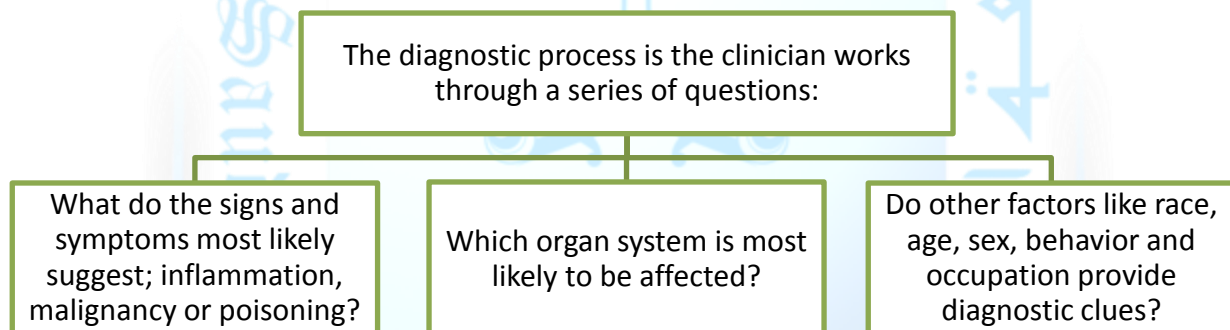 The diagnostic process is the clinician works
through a series of questions:
What do the signs and
symptoms most likely
suggest; inflammation,
malignancy or poisoning?
Which organ system is most
likely to be affected?
Do other factors like race,
age, sex, behavior and
occupation provide
diagnostic clues?